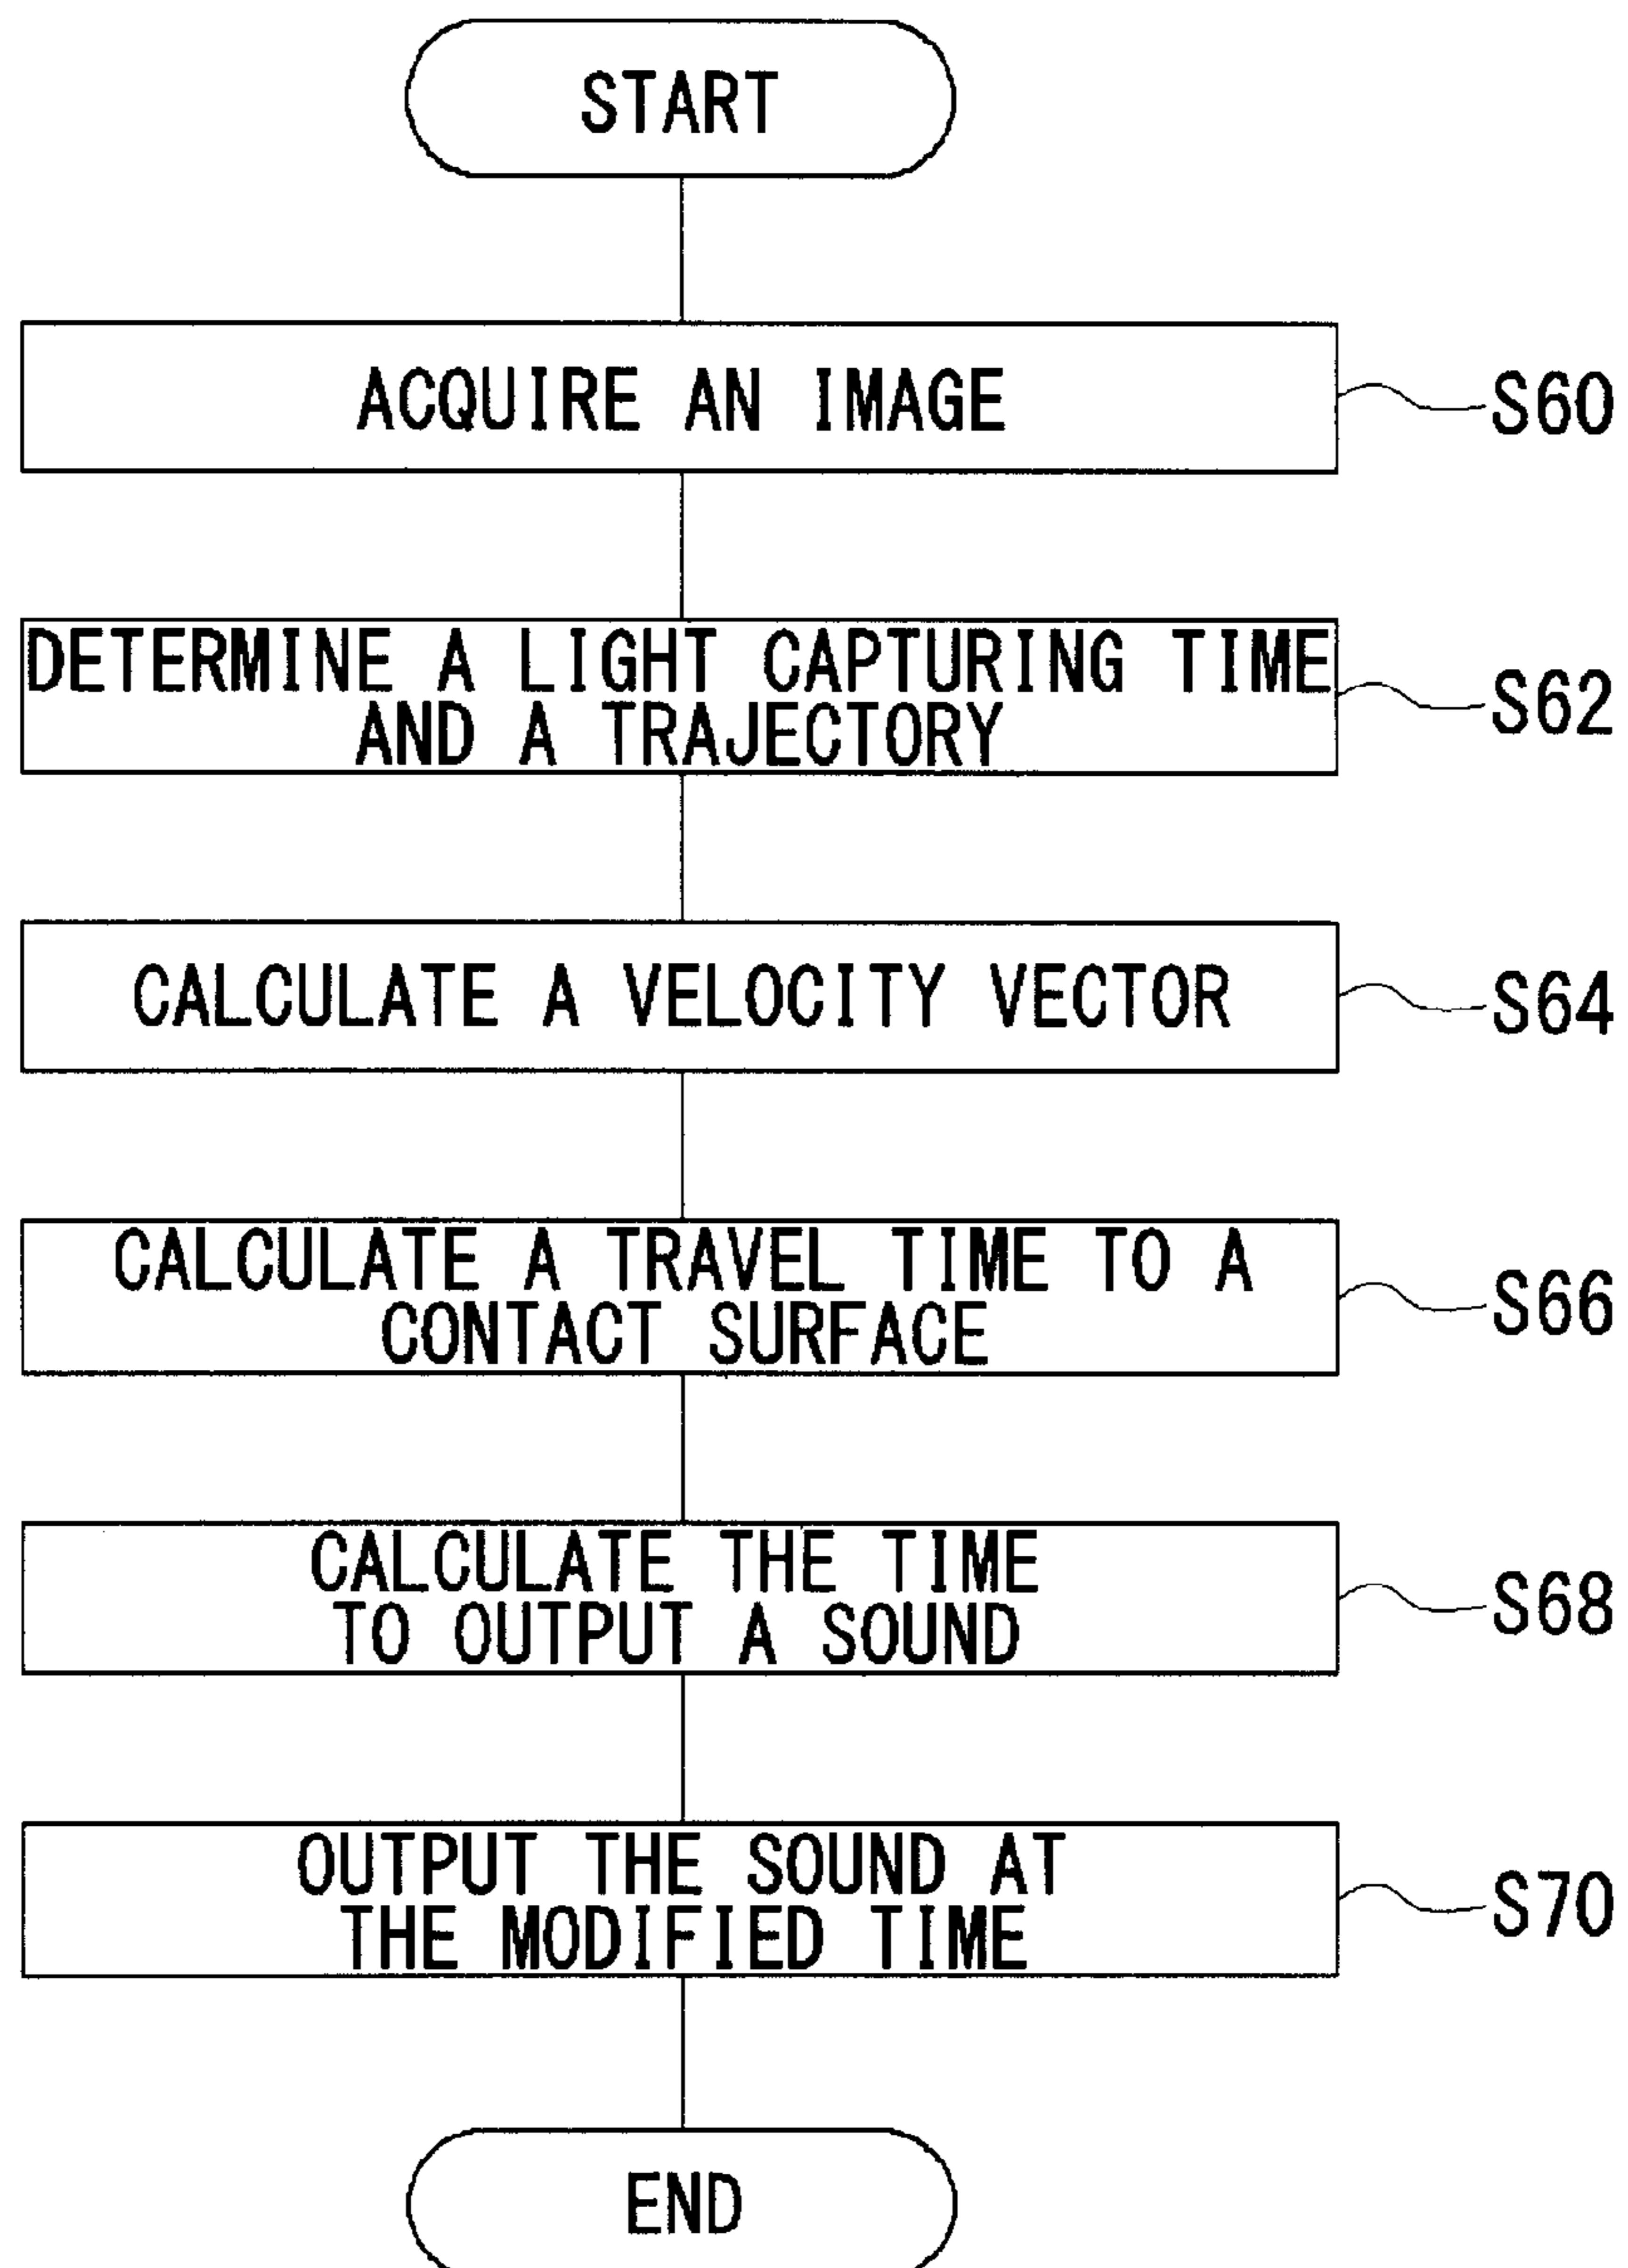 START
ACQUIRE AN IMAGE
S60
DETERMINE A LIGHT CAPTURING TIME
AND A TRAJECTORY
S62
CALCULATE A VELOCITY VECTOR
S64
CALCULATE A TRAVEL TIME TO A
CONTACT SURFACE
S66
CALCULATE THE TIME
TO OUTPUT A SOUND
S68
OUTPUT THE SOUND AT
THE MODIFIED TIME
S70
END